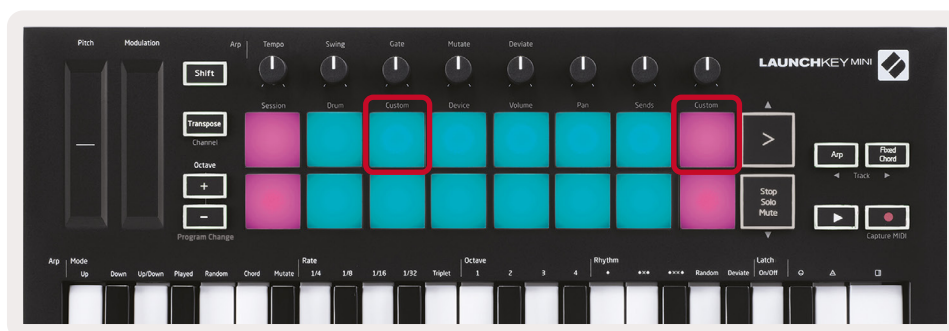 Pitch
Modulation
Arp
Tempo
Swing
Gate
Mutate
Deviate
LAUNCHKEY MINI
Shift
Session
Drum
Custom
Device
Volume
Pan
Sends
Custom
Transpose
Channel
>
Arp
Fixed
Chord
Octave
Track
+
Stop
Solo
Mute
-
Program Change
Capture MIDI
Arp
Mode
Rate
Octave
Rhythm
Latch
Up
Down
Up/Down
Played
Random
Chord
Mutate
1/4
1/8
1/16
1/32
Triplet
1
2
3
4
Random
Deviate
On/Off